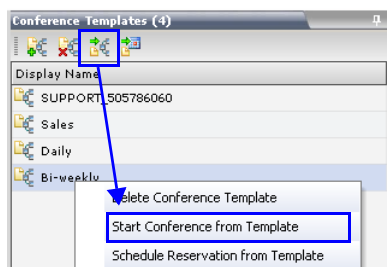 Conference Templates (4)
Display Name
SUPPORT_505786060
Sales
Daily
Bi-weekly
Delete Conference Template
Start Conference from Template
Schedule Reservation from Template